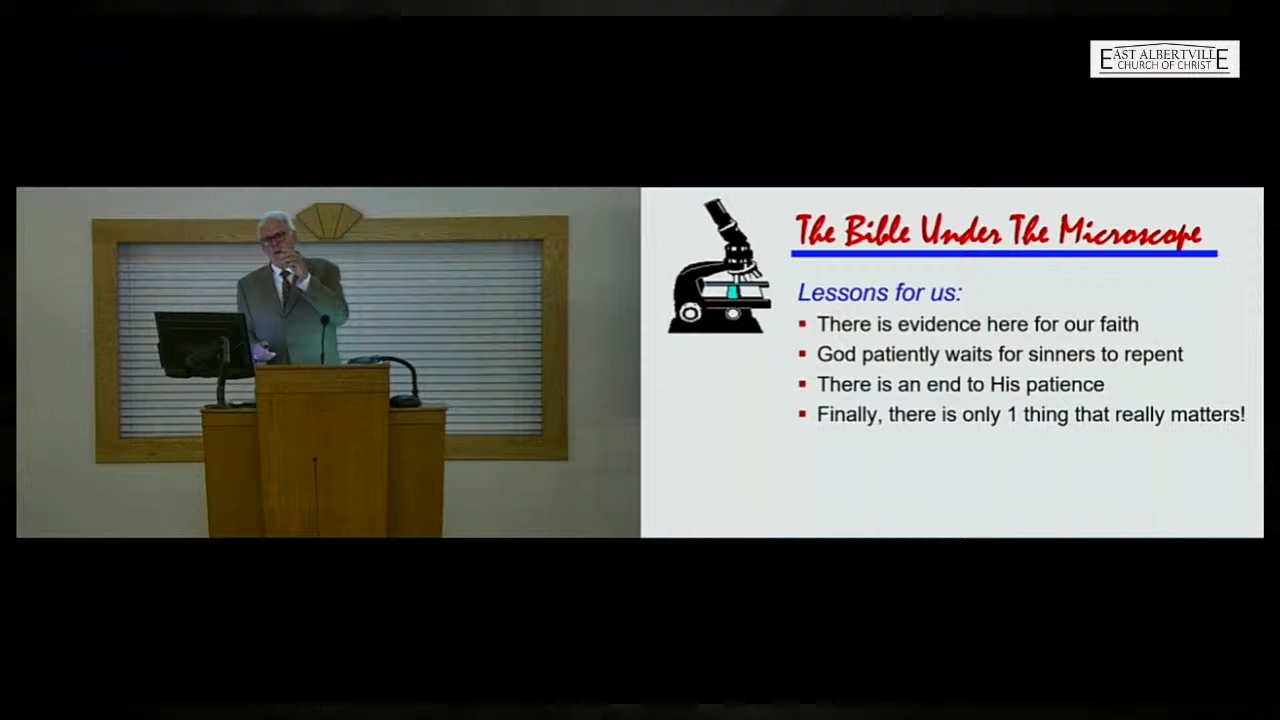 EAST ALBERTVILLE
CHURCH OF CHRIST
The Bible Under The Microscope
Lessons for us:
▪ There is evidence here for our faith
▪ God patiently waits for sinners to repent
▪ There is an end to His patience
▪ Finally, there is only 1 thing that really matters!